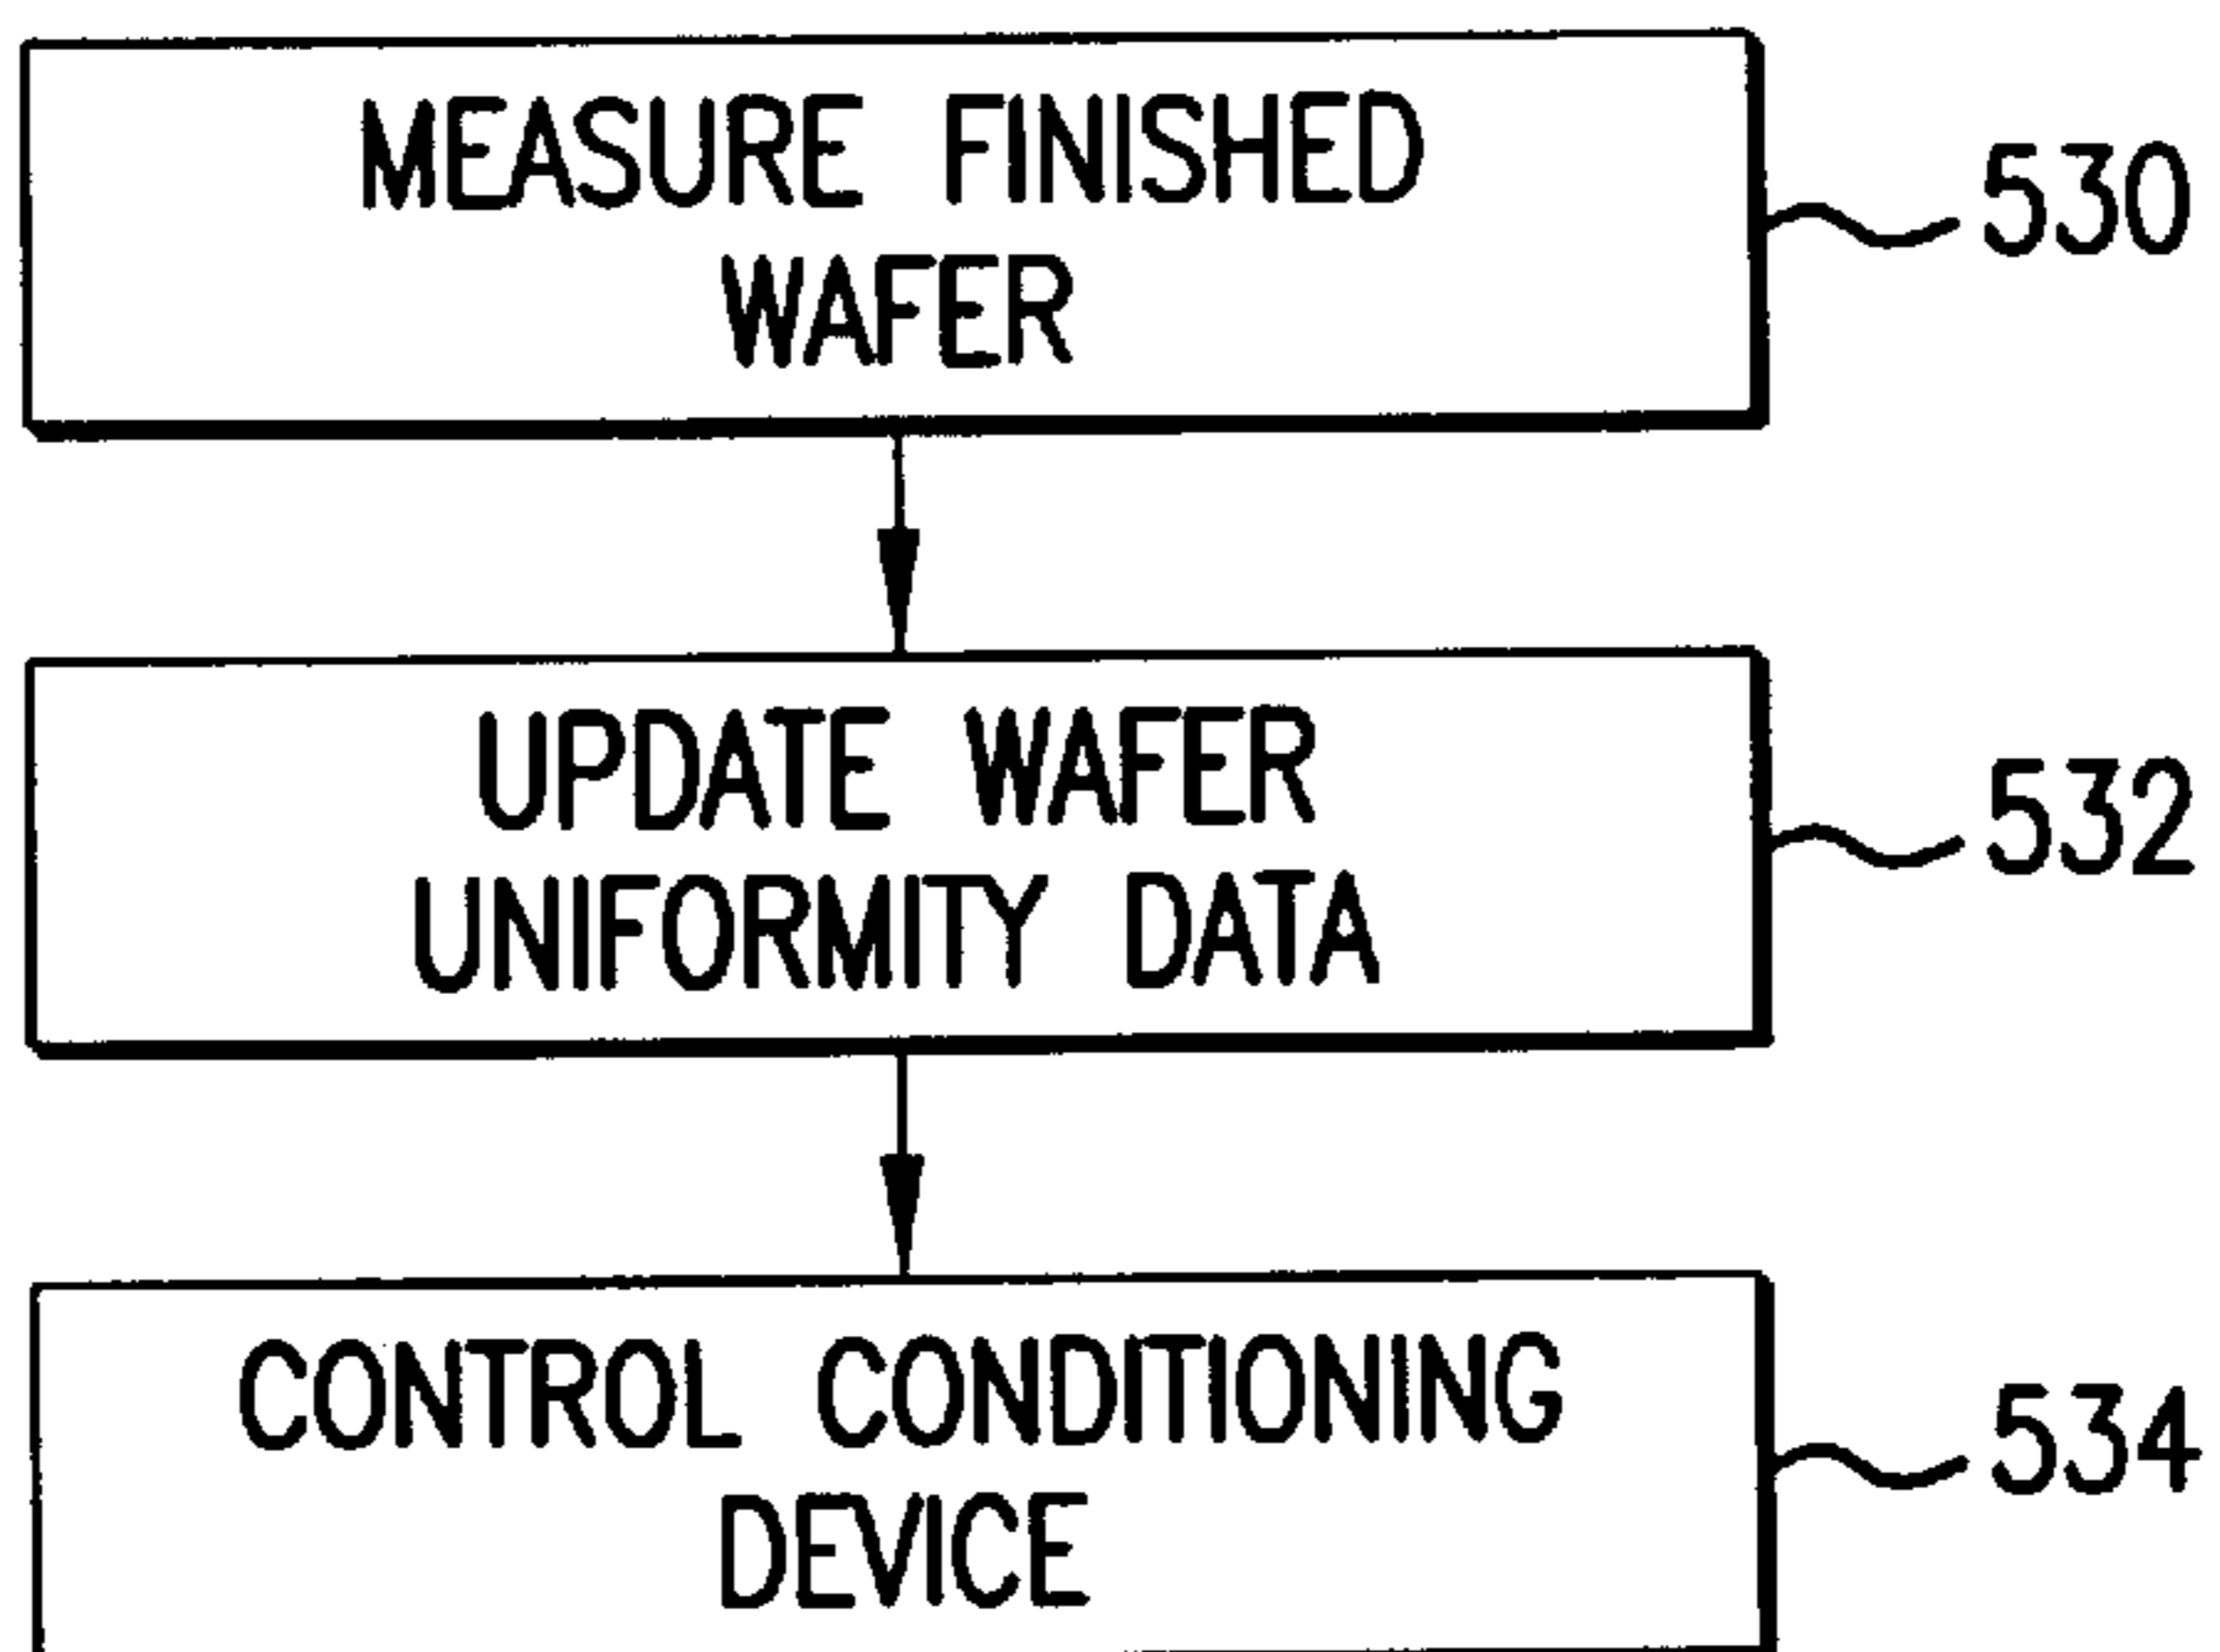 MEASURE FINISHED
WAFER
530
UPDATE WAFER
UNIFORMITY DATA
532
CONTROL CONDITIONING
DEVICE
534